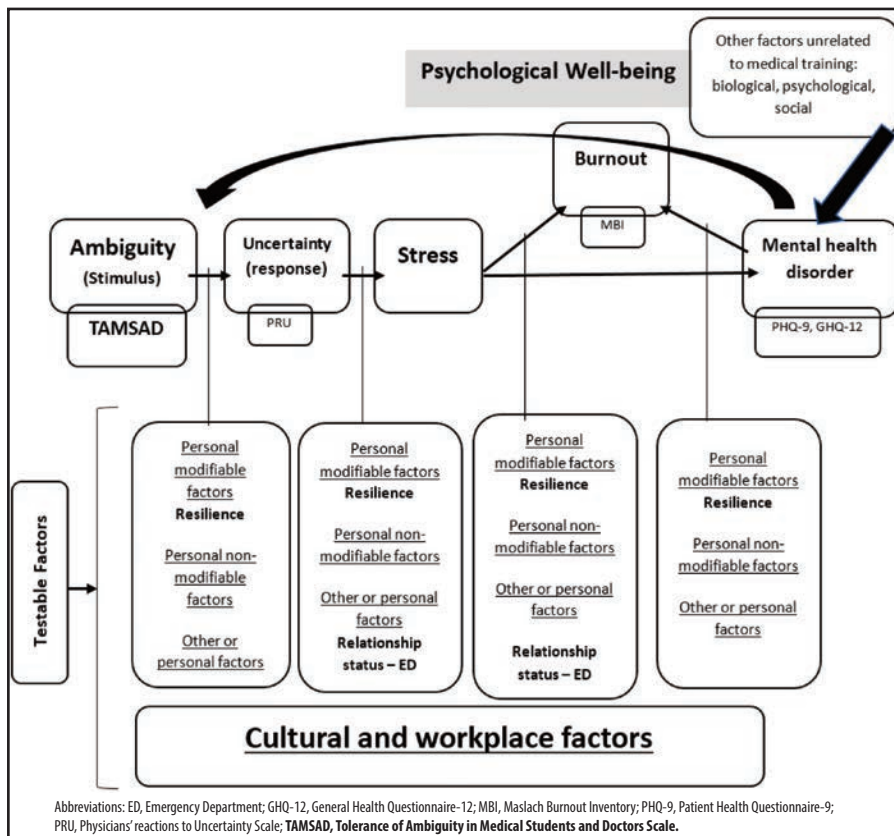 Psychological Well-being
Other factors unrelated
to medical training:
biological, psychological,
social
Burnout
MBI
Ambiguity
(Stimulus)
TAMSAD
Uncertainty
(response)
PRU
Stress
Mental health
disorder
PHQ-9, GHQ-12
Testable Factors
Personal
modifiable
factors
Resilience
Personal non-
modifiable
factors
Other or
personal factors
Personal
modifiable factors
Resilience
Personal non-
modifiable factors
Other or personal
factors
Relationship
status – ED
Personal
modifiable factors
Resilience
Personal non-
modifiable factors
Other or personal
factors
Relationship
status – ED
Personal
modifiable factors
Resilience
Personal non-
modifiable factors
Other or personal
factors
Cultural and workplace factors
Abbreviations: ED, Emergency Department; GHQ-12, General Health Questionnaire-12; MBI, Maslach Burnout Inventory; PHQ-9, Patient Health Questionnaire-9;
PRU, Physicians' reactions to Uncertainty Scale; TAMSAD, Tolerance of Ambiguity in Medical Students and Doctors Scale.